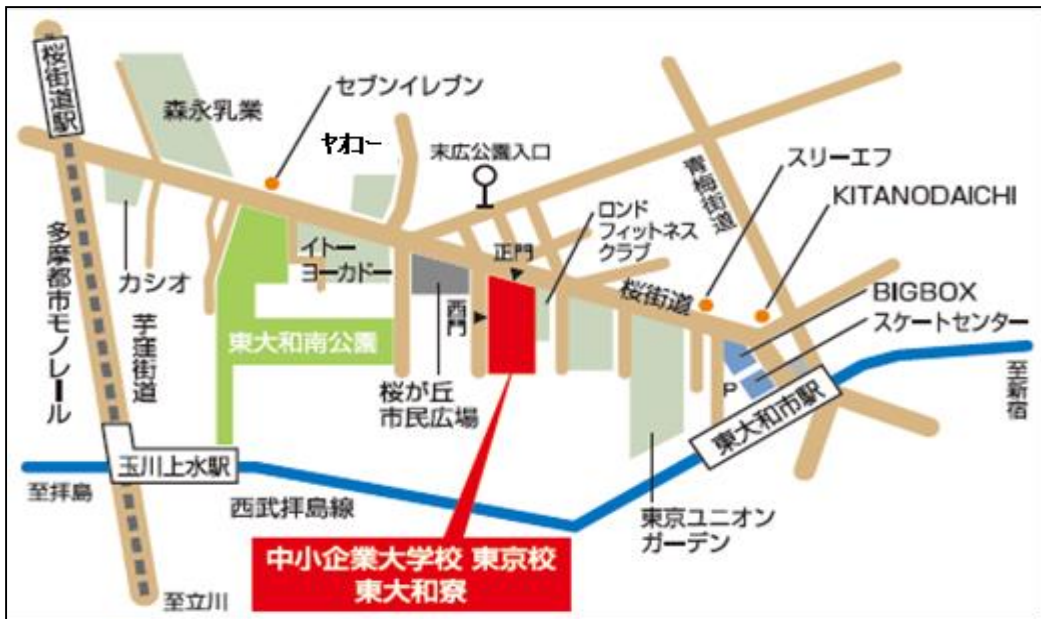 桜街道駅
森永乳業
セブンイレブン
ヤオコー
末広公園入口
青梅街道
スリーエフ
KITANODAICHI
ロンド
フィットネス
クラブ
正門
イトー
ヨーカドー
カシオ
多摩都市モノレール
芋窪街道
西門
桜街道
BIGBOX
スケートセンター
東大和南公園
桜が丘
市民広場
P
東大和市駅
至新宿
玉川上水駅
至拝島
西武拝島線
東京ユニオン
ガーデン
中小企業大学校 東京校
東大和寮
至立川